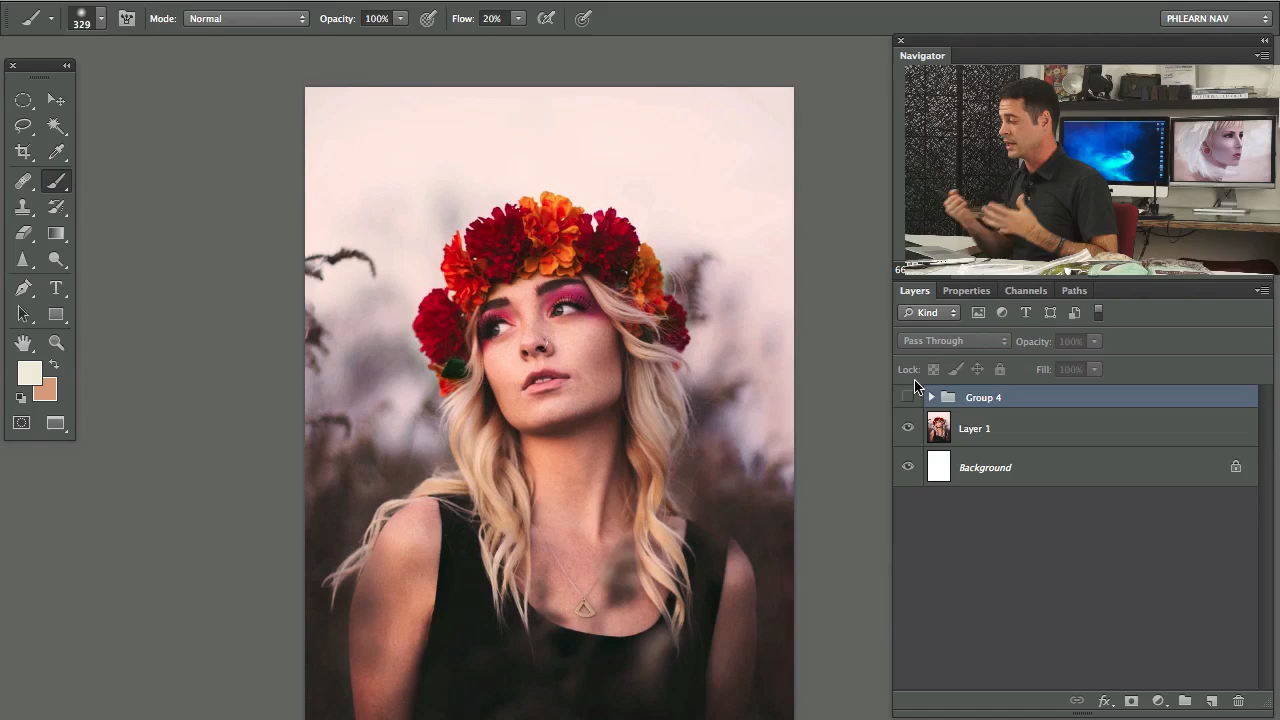 329
Mode: Normal
Opacity: 100%
Flow: 20%
PHLEARN NAV
Navigator
66
Layers Properties Channels Paths
Kind
Pass Through Opacity: 100%
Lock: Fill: 100%
Group 4
Layer 1
Background